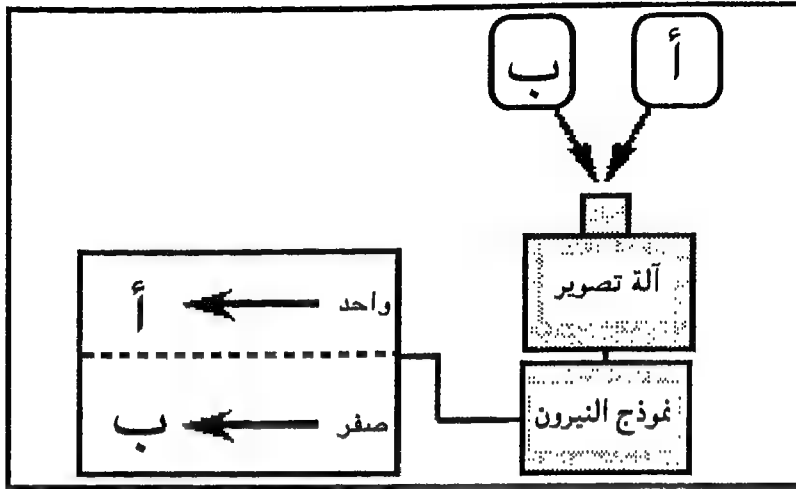 أ
ب
آلة تصوير
نموذج النيرون
واحد
أ
صفر
ب